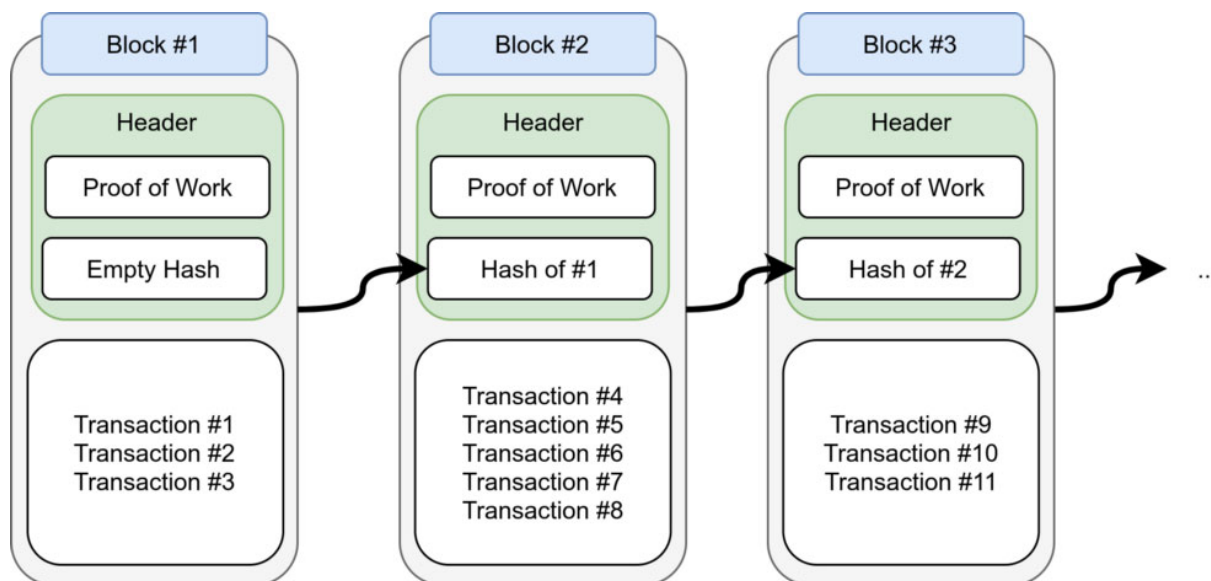 Block #1
Header
Proof of Work
Empty Hash
Transaction #1
Transaction #2
Transaction #3
Block #2
Header
Proof of Work
Hash of #1
Transaction #4
Transaction #5
Transaction #6
Transaction #7
Transaction #8
Block #3
Header
Proof of Work
Hash of #2
Transaction #9
Transaction #10
Transaction #11
..